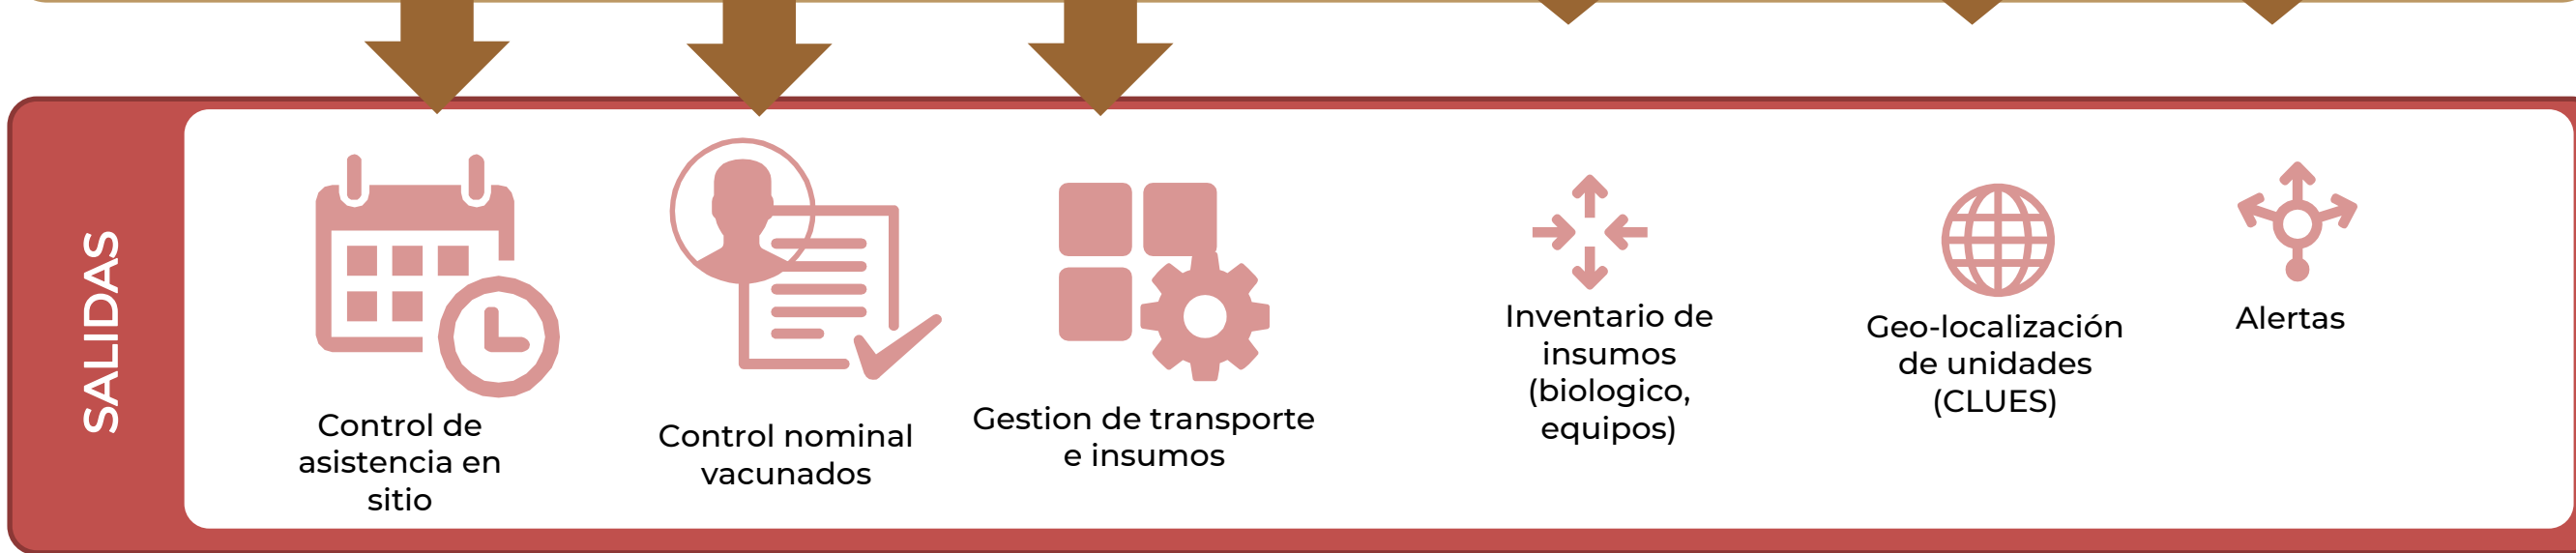 SALIDAS
Control de
asistencia en
sitio
Control nominal
vacunados
Gestion de transporte
e insumos
Inventario de
insumos
(biologico,
equipos)
Geo-localización
de unidades
(CLUES)
Alertas